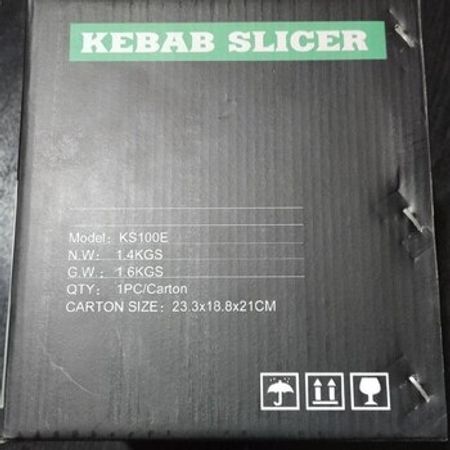 KEBAB SLICER
Model: KS100E
N.W: 1.4KGS
G.W: 1.6KGS
QTY: 1PC/Carton
CARTON SIZE: 23.3x18.8x21CM